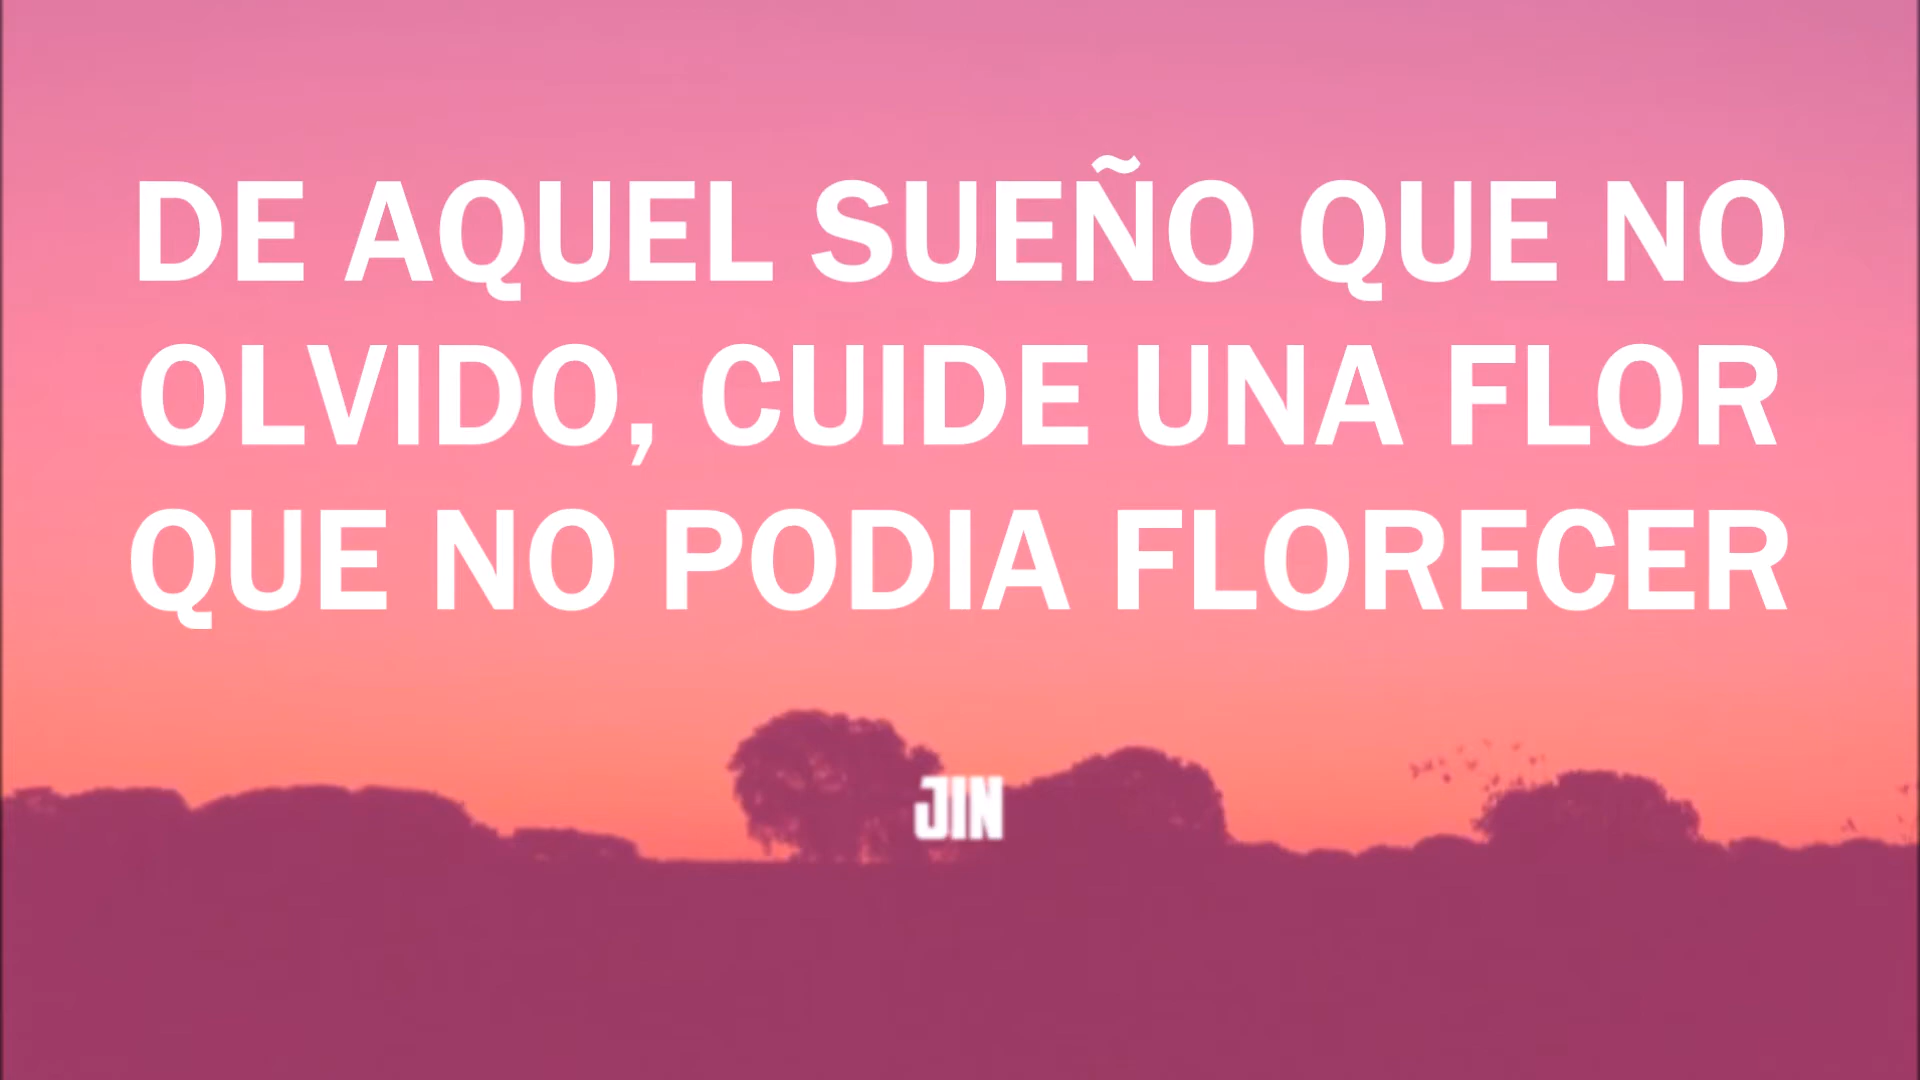 DE AQUEL SUEÑO QUE NO
OLVIDO, CUIDE UNA FLOR
QUE NO PODIA FLORECER
JIN